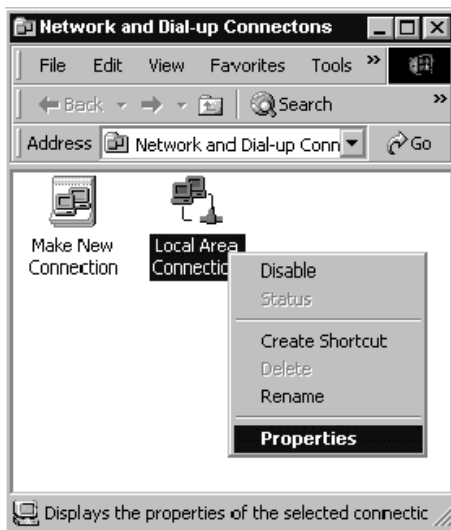 Network and Dial-up Connectons
File Edit View Favorites Tools »
Back Search »
Address Network and Dial-up Conn Go
Make New
Connection
Local Area
Connectio
Disable
Status
Create Shortcut
Delete
Rename
Properties
Displays the properties of the selected connectic